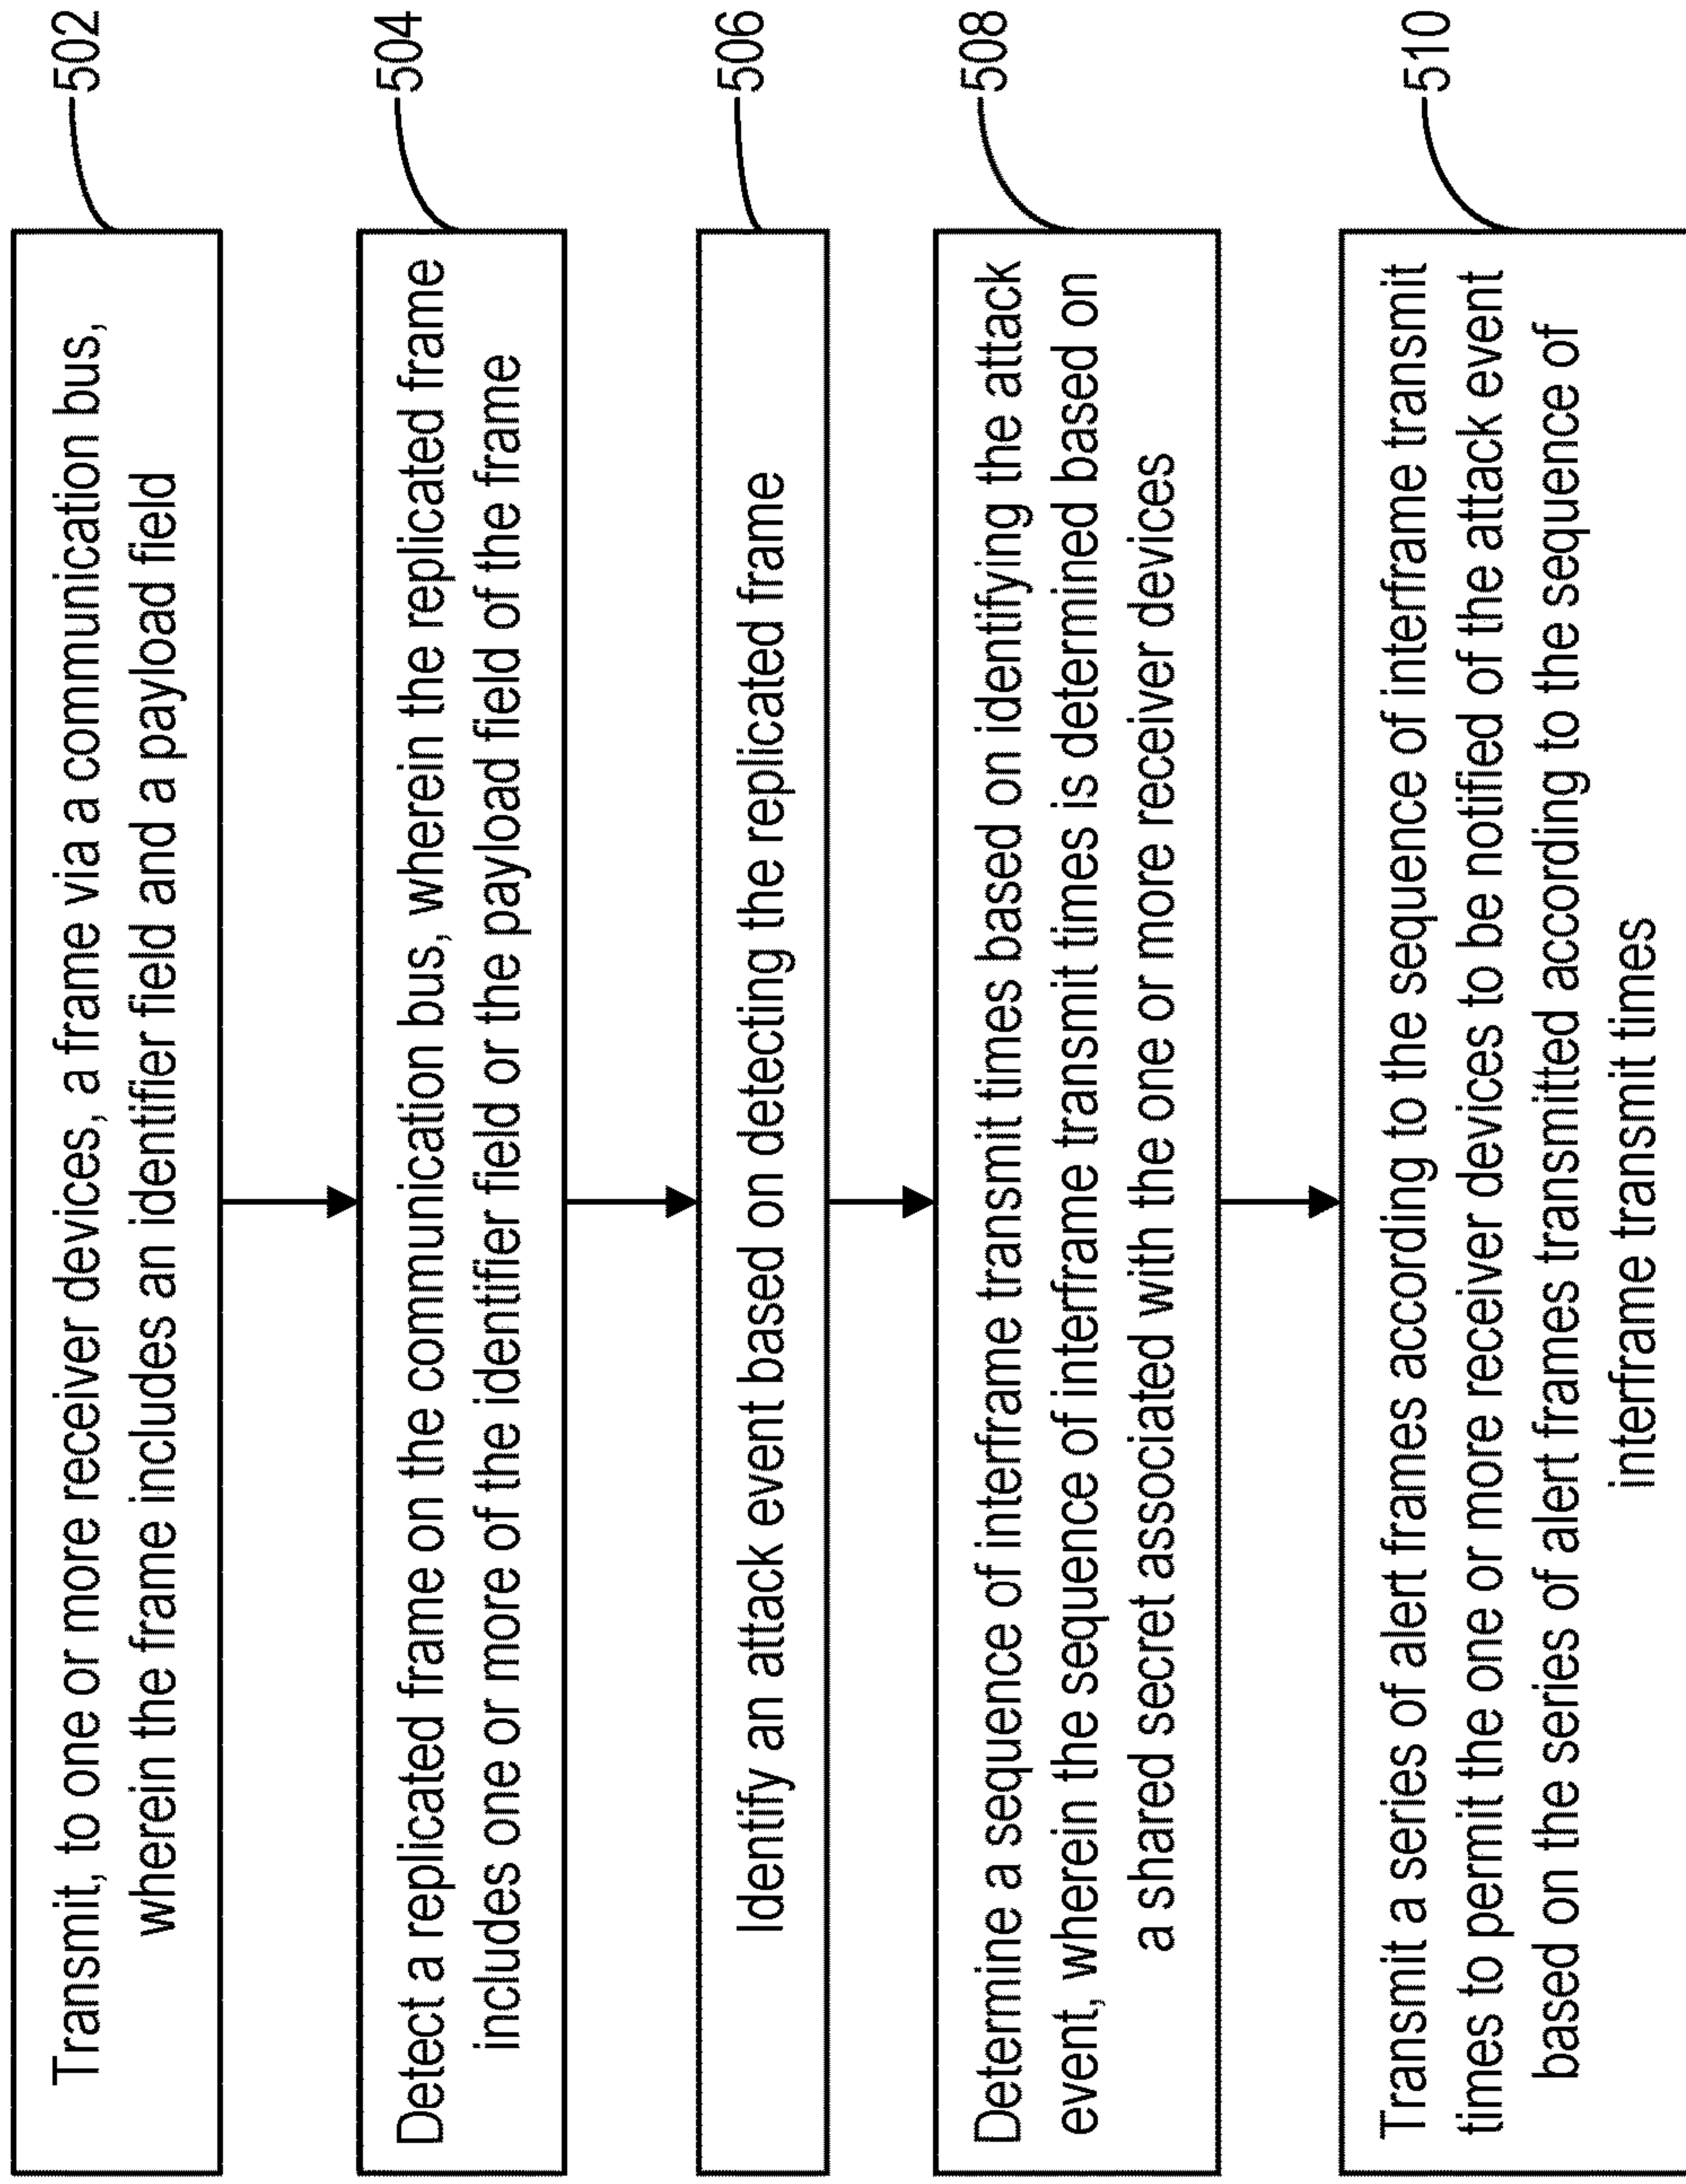 Transmit, to one or more receiver devices, a frame via a communication bus,
wherein the frame includes an identifier field and a payload field
502
Detect a replicated frame on the communication bus, wherein the replicated frame
includes one or more of the identifier field or the payload field of the frame
504
Identify an attack event based on detecting the replicated frame
506
Determine a sequence of interframe transmit times based on identifying the attack
event, wherein the sequence of interframe transmit times is determined based on
a shared secret associated with the one or more receiver devices
508
Transmit a series of alert frames according to the sequence of interframe transmit
times to permit the one or more receiver devices to be notified of the attack event
based on the series of alert frames transmitted according to the sequence of
interframe transmit times
510